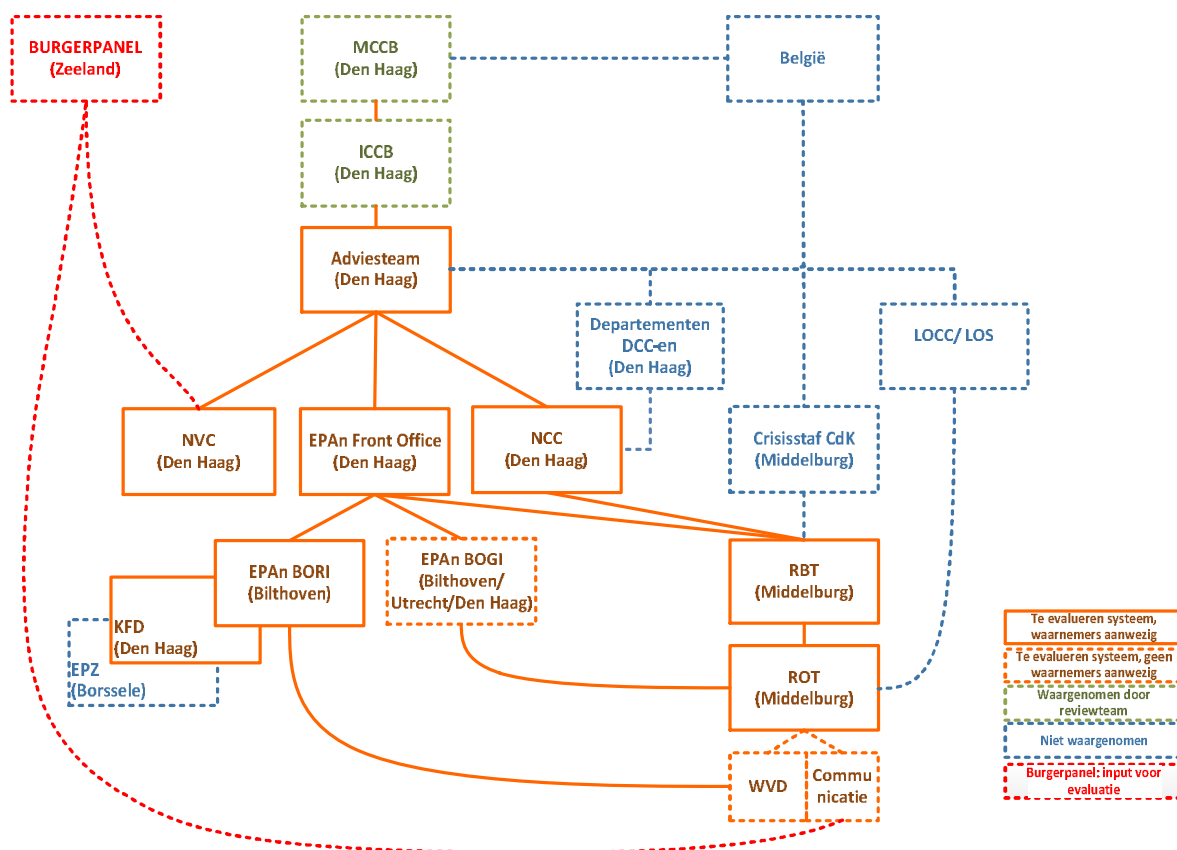 BURGERPANEL
(Zeeland)
MCCB
(Den Haag)
België
ICCB
(Den Haag)
Adviesteam
(Den Haag)
Departementen
DCC-en
(Den Haag)
LOCC/ LOS
NVC
(Den Haag)
EPAn Front Office
(Den Haag)
NCC
(Den Haag)
Crisisstaf CdK
(Middelburg)
EPAn BORI
(Bilthoven)
EPAn BOGI
(Bilthoven/
Utrecht/Den Haag)
RBT
(Middelburg)
KFD
(Den Haag)
EPZ
(Borssele)
ROT
(Middelburg)
WVD
Commu
nicatie
Te evalueren systeem,
waarnemers aanwezig
Te evalueren systeem, geen
waarnemers aanwezig
Waargenomen door
reviewteam
Niet waargenomen
Burgerpanel: input voor
evaluatie